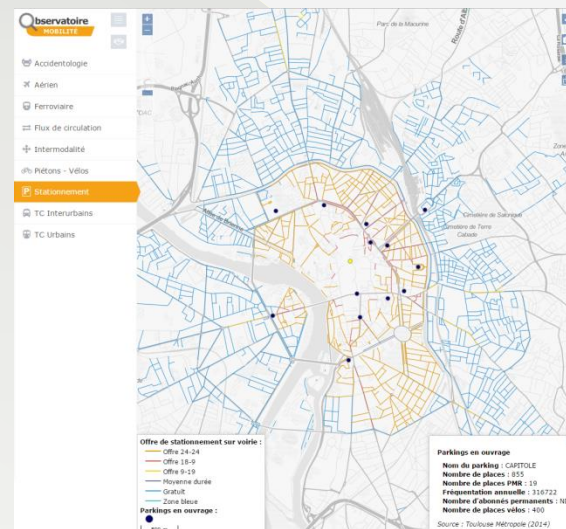 Observatoire
MOBILITÉ
Accidentologie
Aérien
Ferroviaire
Flux de circulation
Intermodalité
Piétons - Vélos
Stationnement
TC Interurbains
TC Urbains
Parc de la Maourine
Cimetière de Salonique
Cimetière de Terre
Cabade
Offre de stationnement sur voirie :
Offre 24-24
Offre 18-9
Offre 9-19
Moyenne durée
Gratuit
Zone bleue
Parkings en ouvrage :
Parkings en ouvrage
Nom du parking : CAPITOLE
Nombre de places : 855
Nombre de places PMR : 19
Fréquentation annuelle : 316722
Nombre d'abonnés permanents : N
Nombre de places vélos : 400
Source : Toulouse Métropole (2014)